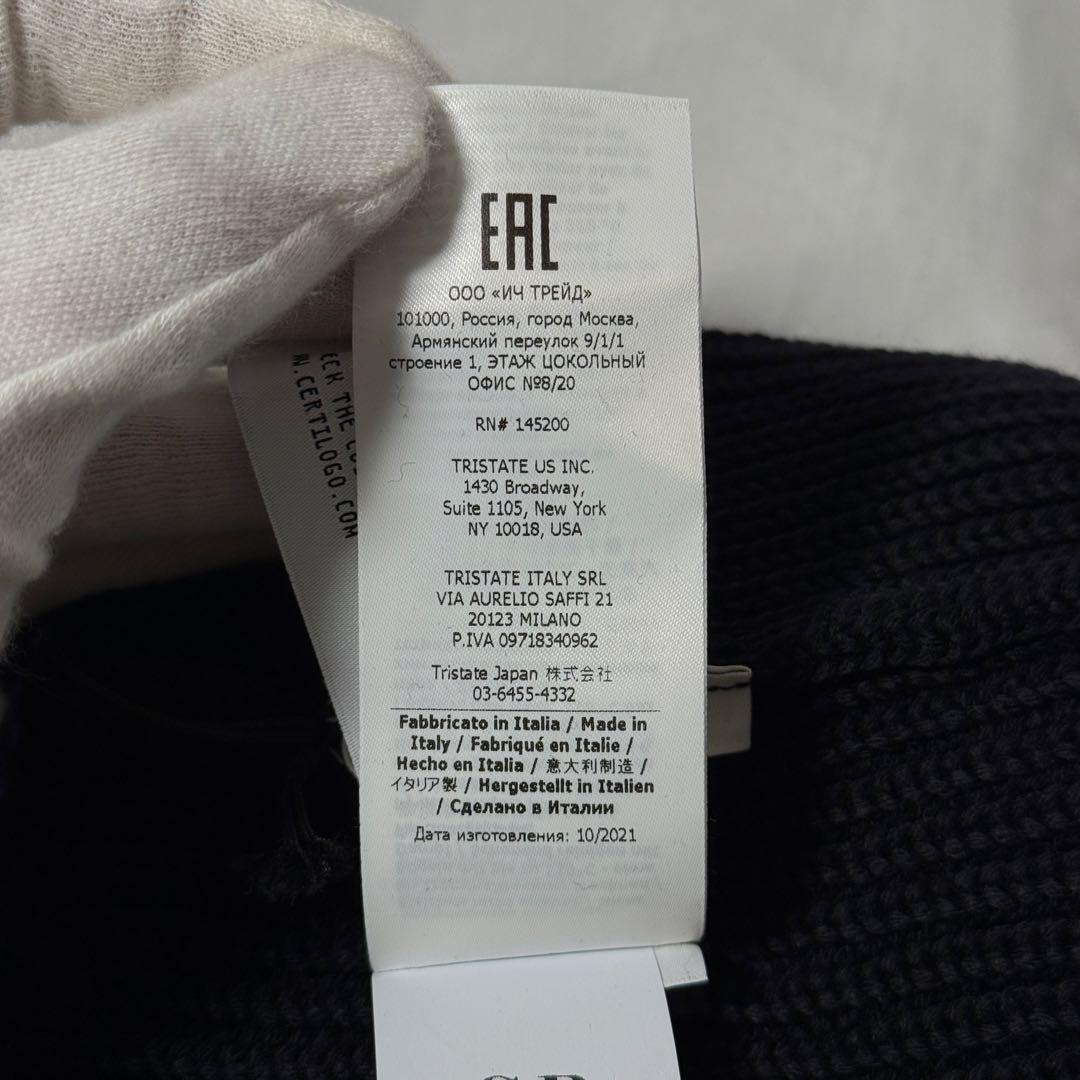 EAC
ООО «ИЧ ТРЕЙД»
101000, Россия, город Москва,
Армянский переулок 9/1/1
строение 1, ЭТАЖ ЦОКОЛЬНЫЙ
ОФИС №8/20
RN# 145200
TRISTATE US INC.
1430 Broadway,
Suite 1105, New York
NY 10018, USA
TRISTATE ITALY SRL
VIA AURELIO SAFFI 21
20123 MILANO
P.IVA 09718340962
Tristate Japan 株式会社
03-6455-4332
Fabbricato in Italia / Made in
Italy / Fabriqué en Italie /
Hecho en Italia / 意大利制造 /
イタリア製 / Hergestellt in Italien
/ Сделано в Италии
Дата изготовления: 10/2021
THE
.CERTILOGO.COM